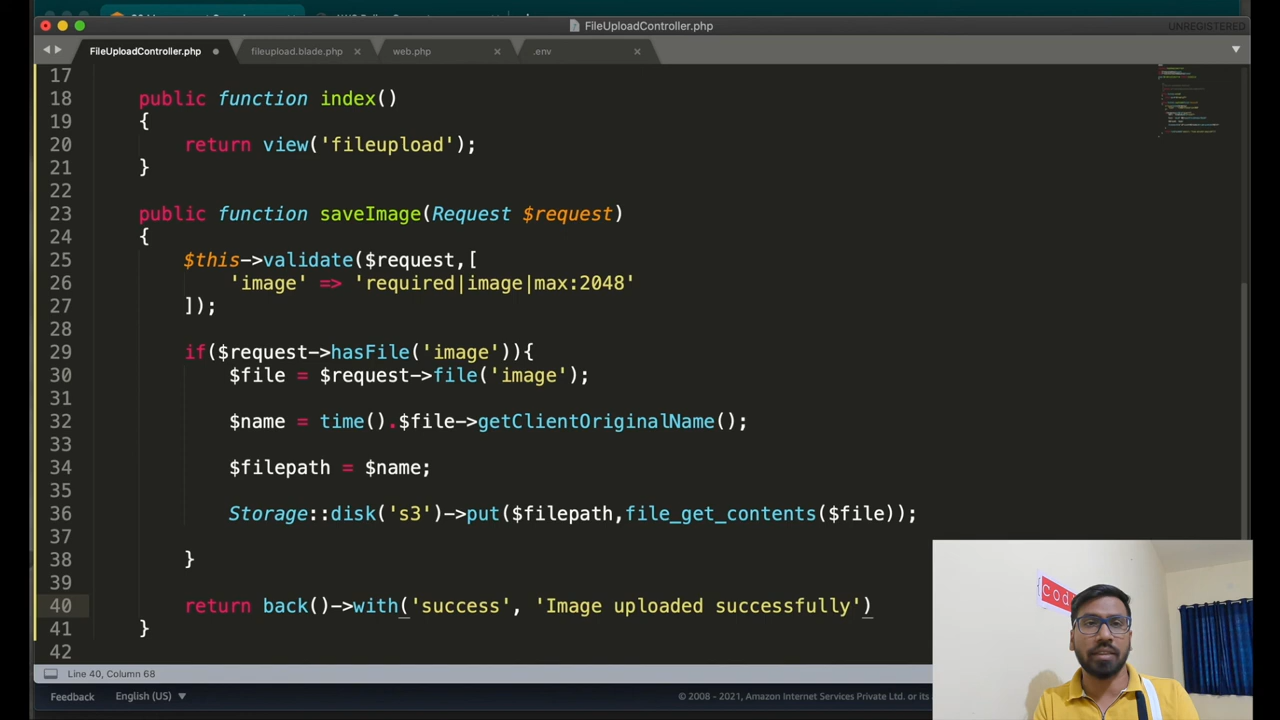 FileUploadController.php
UNREGISTERED
FileUploadController.php
fileupload.blade.php
web.php
.env
17
18 public function index()
19 {
20 return view('fileupload');
21 }
22
23 public function saveImage(Request $request)
24 {
25 $this->validate($request,[
26 'image' => 'required|image|max:2048'
27 ]);
28
29 if($request->hasFile('image')){
30 $file = $request->file('image');
31
32 $name = time().$file->getClientOriginalName();
33
34 $filepath = $name;
35
36 Storage::disk('s3')->put($filepath,file_get_contents($file));
37
38 }
39
40 return back()->with('success', 'Image uploaded successfully')
41 }
42
Line 40, Column 68
Feedback
English (US)
© 2008 - 2021, Amazon Internet Services Private Ltd. or its